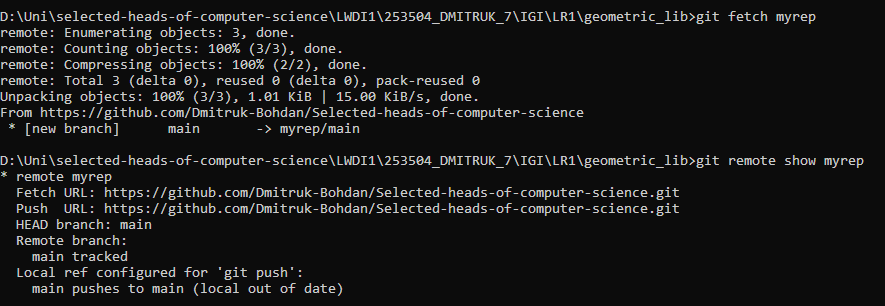 D:\Uni\selected-heads-of-computer-science\LWDI1\253504_DMITRUK_7\IGI\LR1\geometric_lib>git fetch myrep
remote: Enumerating objects: 3, done.
remote: Counting objects: 100% (3/3), done.
remote: Compressing objects: 100% (2/2), done.
remote: Total 3 (delta 0), reused 0 (delta 0), pack-reused 0
Unpacking objects: 100% (3/3), 1.01 KiB | 15.00 KiB/s, done.
From https://github.com/Dmitruk-Bohdan/Selected-heads-of-computer-science
 * [new branch]      main       -> myrep/main

D:\Uni\selected-heads-of-computer-science\LWDI1\253504_DMITRUK_7\IGI\LR1\geometric_lib>git remote show myrep
* remote myrep
  Fetch URL: https://github.com/Dmitruk-Bohdan/Selected-heads-of-computer-science.git
  Push  URL: https://github.com/Dmitruk-Bohdan/Selected-heads-of-computer-science.git
  HEAD branch: main
  Remote branch:
    main tracked
  Local ref configured for 'git push':
    main pushes to main (local out of date)